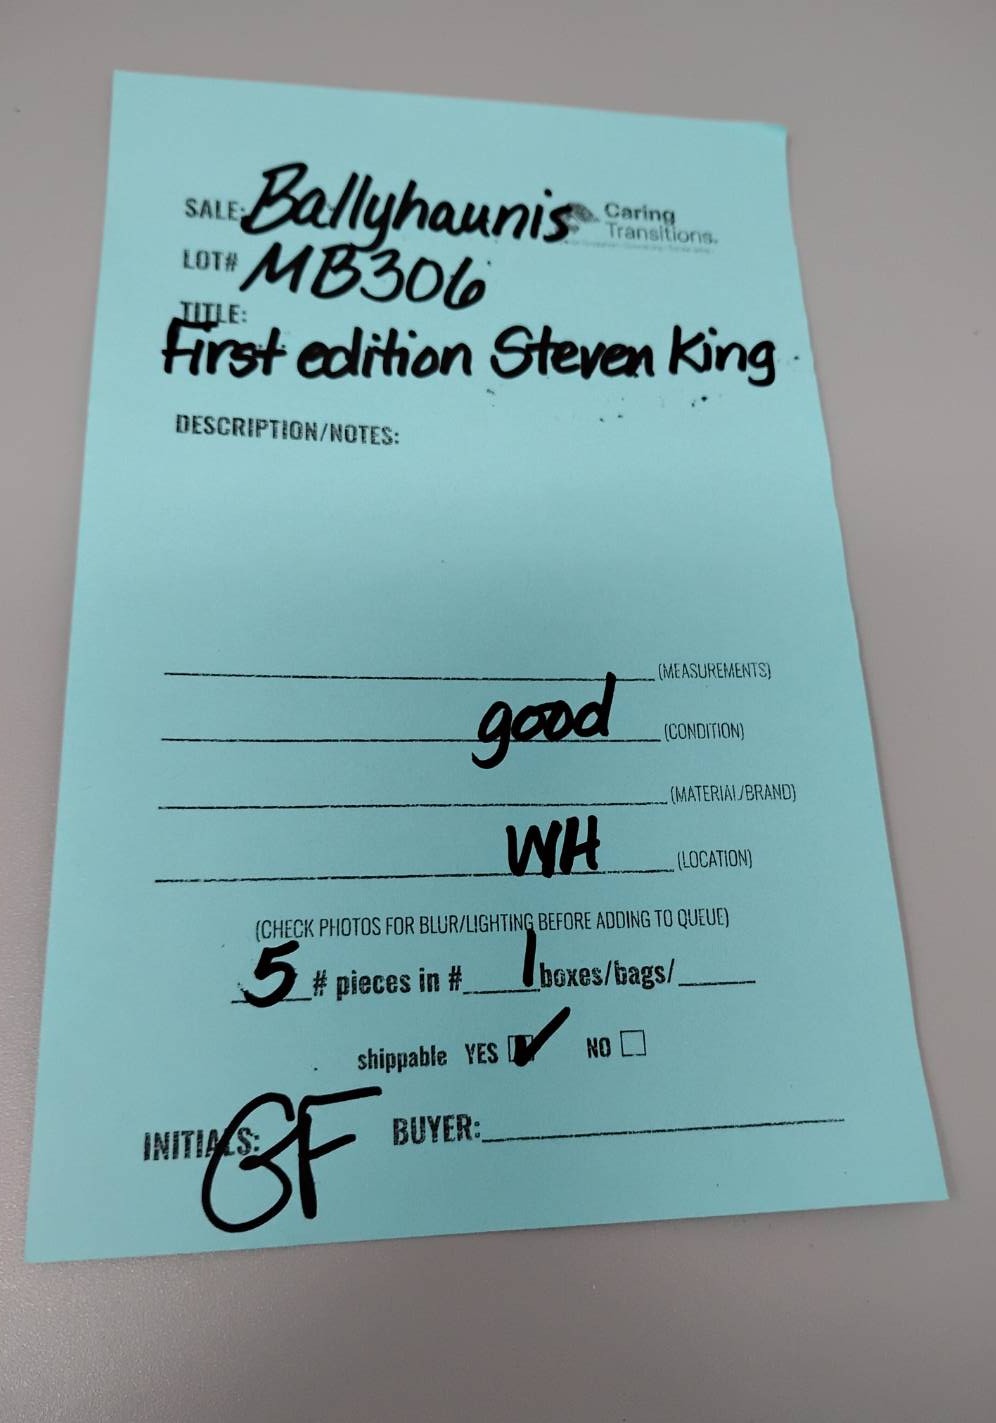 SALE: Ballyhaunis Caring
Transitions.
LOT# MB306
TITLE:
First edition Steven King
DESCRIPTION/NOTES:
(MEASUREMENTS)
good (CONDITION)
(MATERIAL/BRAND)
WH (LOCATION)
(CHECK PHOTOS FOR BLUR/LIGHTING BEFORE ADDING TO QUEUE)
5 # pieces in # 1 boxes/bags/
shippable YES NO
INITIALS: GF BUYER: